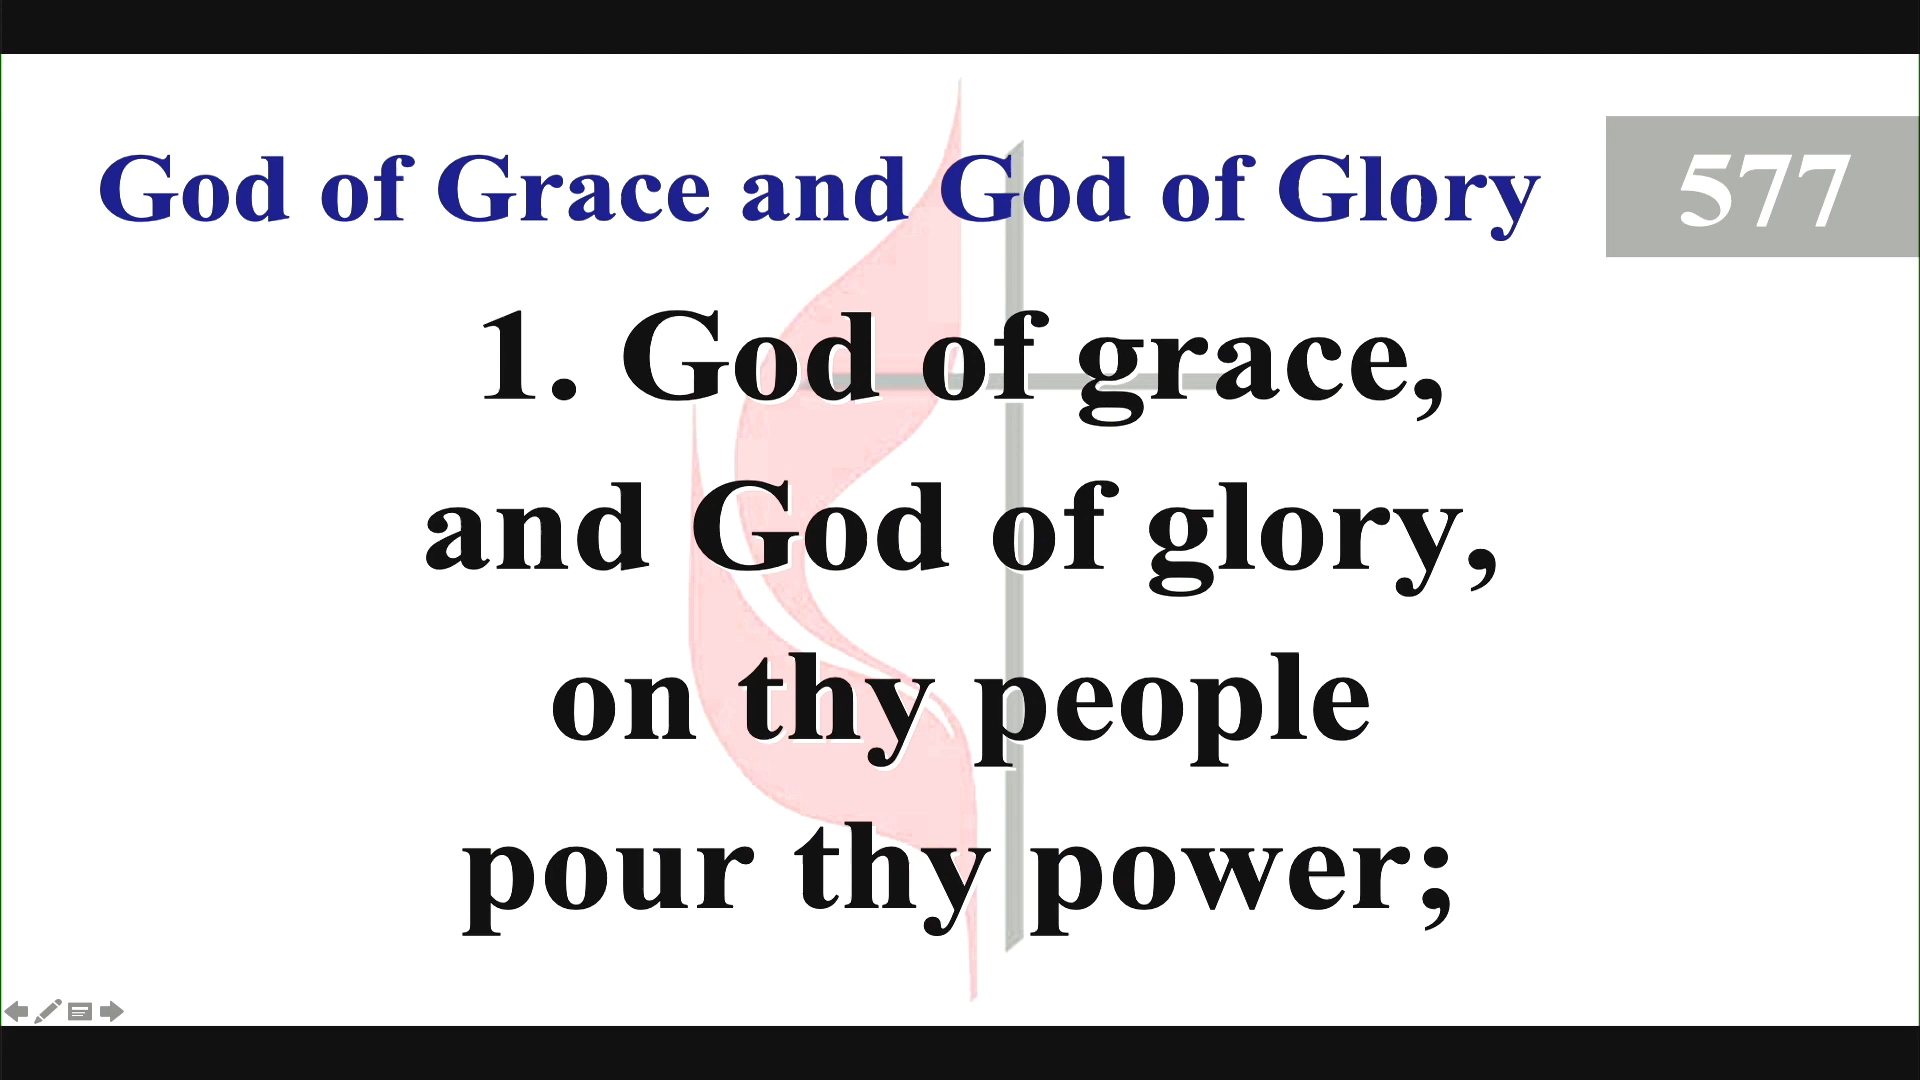 God of Grace and God of Glory
577
1. God of grace,
and God of glory,
on thy people
pour thy power;